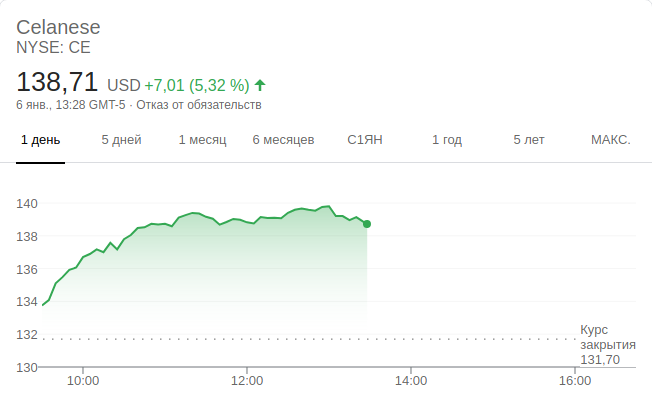 Celanese
NYSE: CE
138,71 USD +7,01 (5,32 %)
6 янв., 13:28 GMT-5 · Отказ от обязательств
1 день 5 дней 1 месяц 6 месяцев С1ЯН 1 год 5 лет МАКС.
140
138
136
134
132
130
Курс
закрытия
131,70
10:00 12:00 14:00 16:00